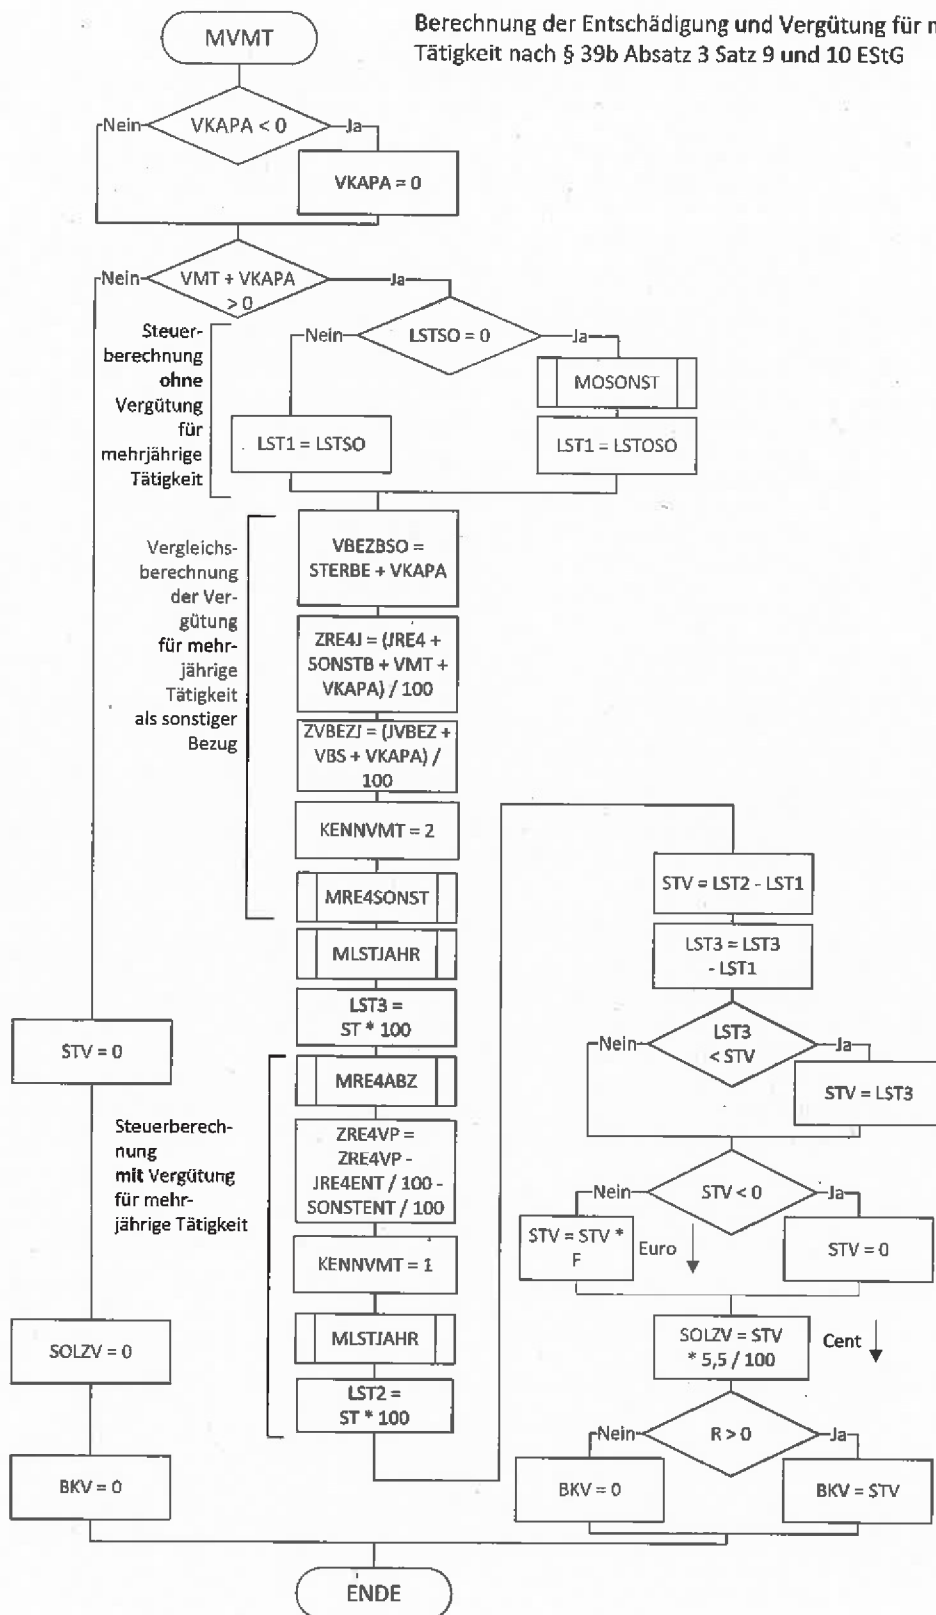 Berechnung der Entschädigung und Vergütung für
Tätigkeit nach § 39b Absatz 3 Satz 9 und 10 EStG
MVMT
Nein
VKAPA < 0
Ja
VKAPA = 0
Nein
VMT + VKAPA
> 0
Ja
Nein
LSTSO = 0
Ja
Steuer-
berechnung
ohne
Vergütung
für
mehrjährige
Tätigkeit
MOSONST
LST1 = LSTSO
LST1 = LSTOSO
Vergleichs-
berechnung
der Ver-
gütung
für mehr-
jährige
Tätigkeit
als sonstiger
Bezug
VBEZBSO =
STERBE + VKAPA
ZRE4J = (JRE4 +
SONSTB + VMT +
VKAPA) / 100
ZVBEZJ = (JVBEZ +
VBS + VKAPA) /
100
KENNVMT = 2
MRE4SONST
MLSTJAHR
LST3 =
ST * 100
STV = 0
MRE4ABZ
Steuerberech-
nung
mit Vergütung
für mehr-
jährige Tätigkeit
ZRE4VP =
ZRE4VP -
JRE4ENT / 100 -
SONSTENT / 100
KENNVMT = 1
MLSTJAHR
LST2 =
ST * 100
SOLZV = 0
BKV = 0
STV = LST2 - LST1
LST3 = LST3
- LST1
Nein
LST3
< STV
Ja
STV = LST3
Nein
STV < 0
Ja
STV = STV *
F
Euro
STV = 0
SOLZV = STV
* 5,5 / 100
Cent
Nein
R > 0
Ja
BKV = 0
BKV = STV
ENDE